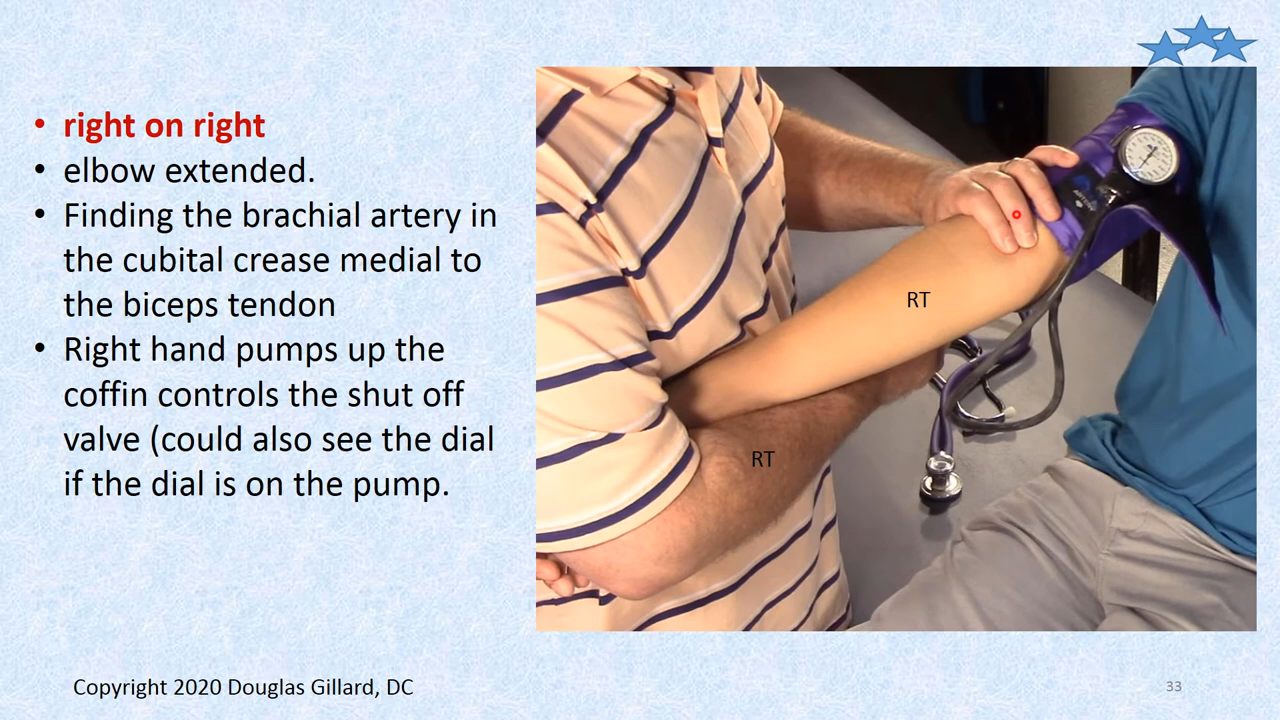 • right on right
• elbow extended.
• Finding the brachial artery in
the cubital crease medial to
the biceps tendon
• Right hand pumps up the
coffin controls the shut off
valve (could also see the dial
if the dial is on the pump.
RT
RT
Copyright 2020 Douglas Gillard, DC
33